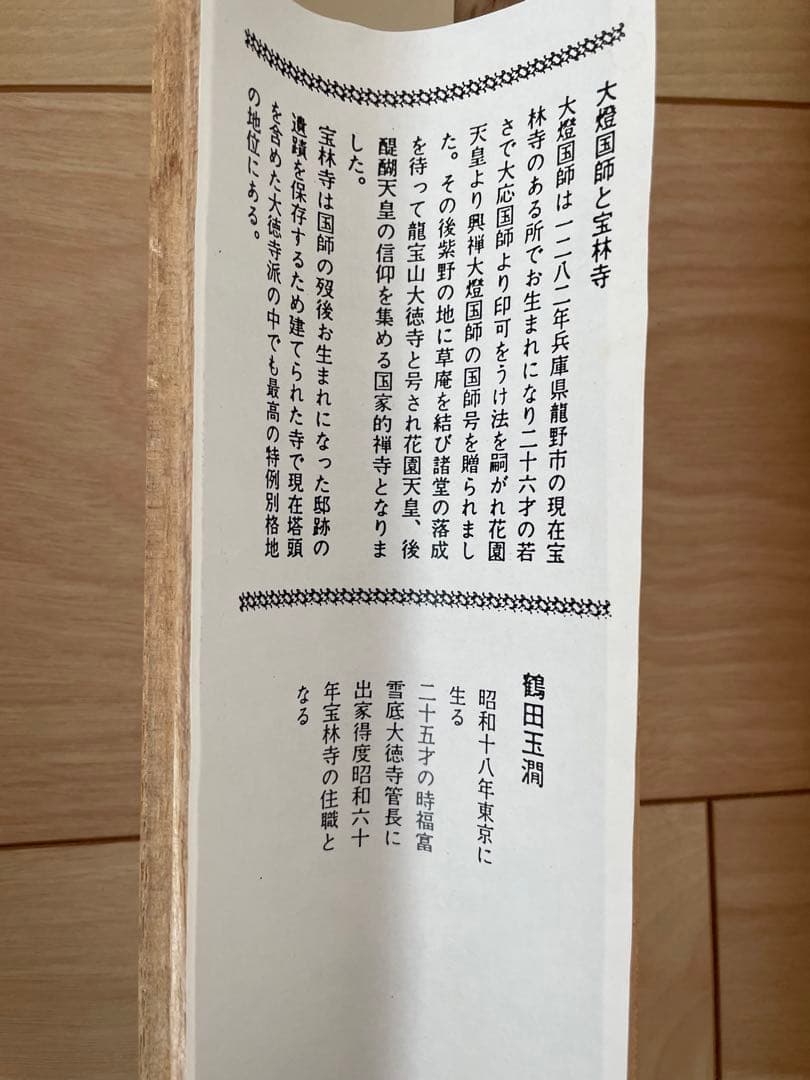 大燈国師と宝林寺
大燈国師は一二八二年兵庫県龍野市の現在宝
林寺のある所でお生まれになり二十六才の若
さで大応国師より印可をうけ法を嗣がれ花園
天皇より興禅大燈国師の国師号を贈られまし
た。その後紫野の地に草庵を結び諸堂の落成
を待って龍宝山大徳寺と号され花園天皇、後
醍醐天皇の信仰を集める国家的禅寺となりま
した。
宝林寺は国師の歿後お生まれになった邸跡の
遺蹟を保存するため建てられた寺で現在塔頭
を含めた大徳寺派の中でも最高の特例別格地
の地位にある。
鶴田玉澗
昭和十八年東京に
生る
二十五才の時福富
雪底大徳寺管長に
出家得度昭和六十
年宝林寺の住職と
なる